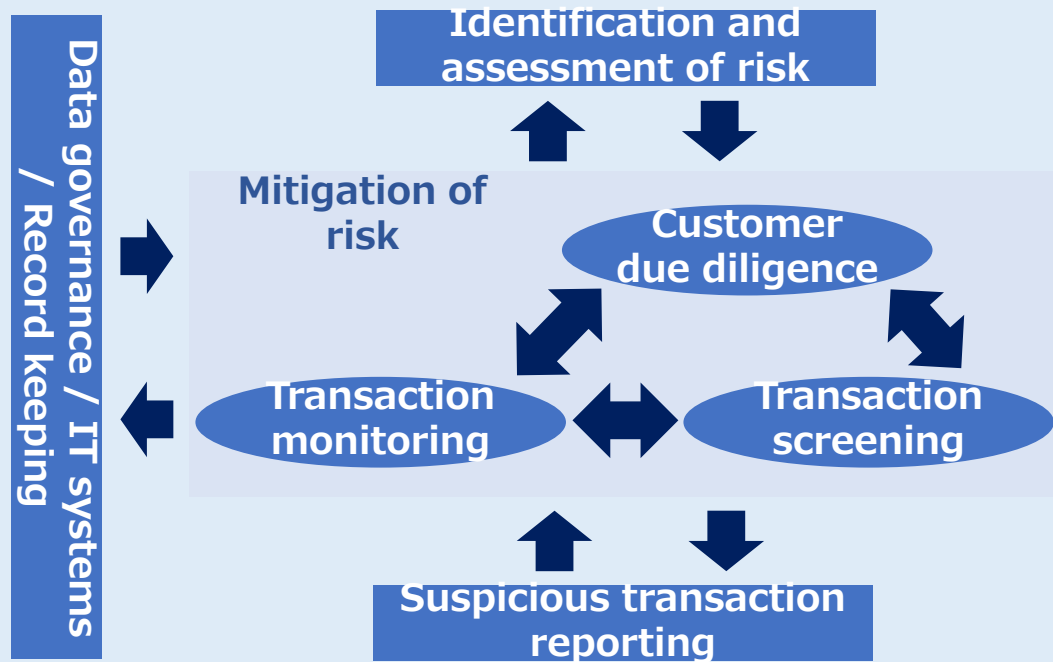 Identification and
assessment of risk
Data governance / IT systems
/ Record keeping
Mitigation of
risk
Customer
due diligence
Transaction
monitoring
Transaction
screening
Suspicious transaction
reporting